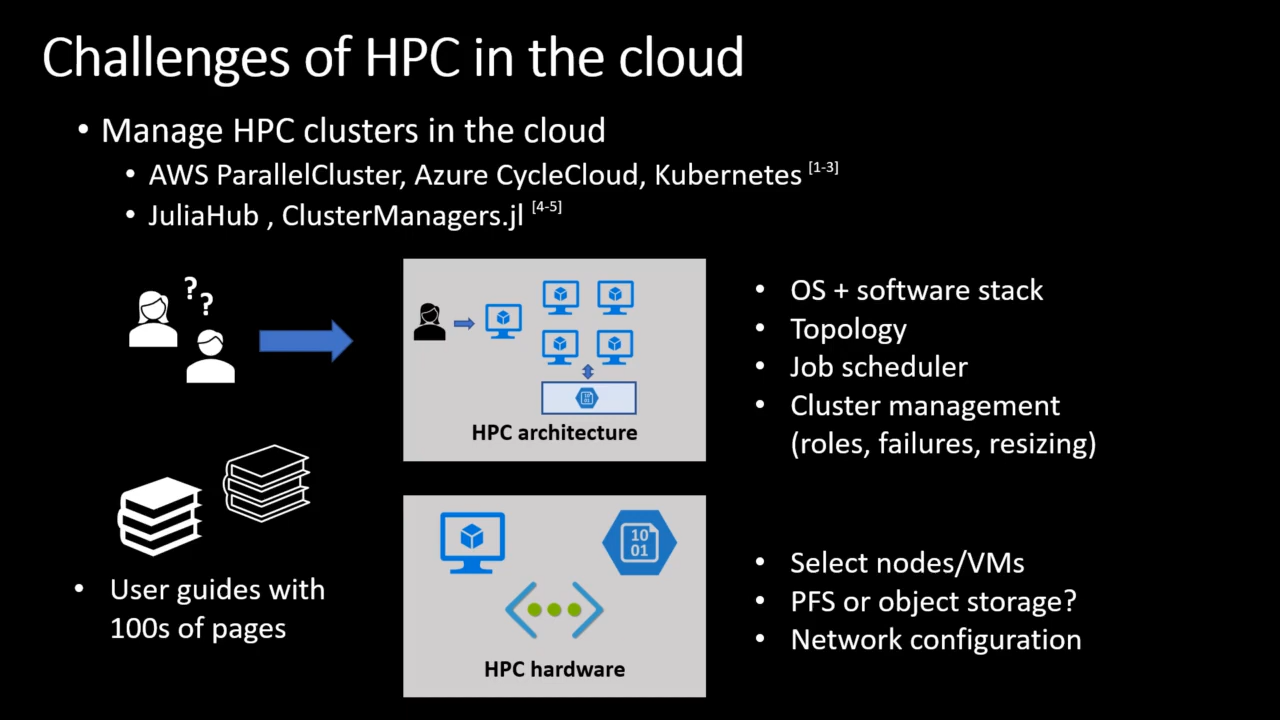 Challenges of HPC in the cloud
• Manage HPC clusters in the cloud
• AWS ParallelCluster, Azure CycleCloud, Kubernetes [1-3]
• JuliaHub , ClusterManagers.jl [4-5]
? ?
HPC architecture
• OS + software stack
• Topology
• Job scheduler
• Cluster management
(roles, failures, resizing)
• User guides with
100s of pages
10
01
HPC hardware
• Select nodes/VMs
• PFS or object storage?
• Network configuration